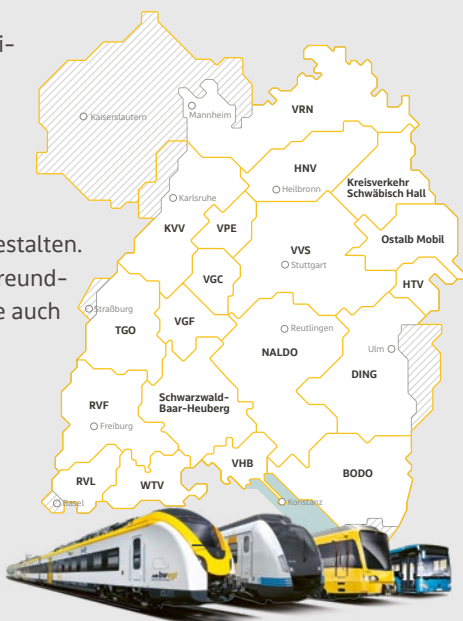 i-
estalten.
reund-
e auch
Kaiserslautern
Mannheim
VRN
HNV
Heilbronn
Kreisverkehr
Schwäbisch Hall
Karlsruhe
KVV
VPE
VVS
Stuttgart
Ostalb Mobil
VGC
HTV
Straßburg
TGO
VGF
Reutlingen
NALDO
Ulm
DING
Schwarzwald-
Baar-Heuberg
RVF
Freiburg
VHB
BODO
RVL
WTV
Konstanz
Basel
bwegt